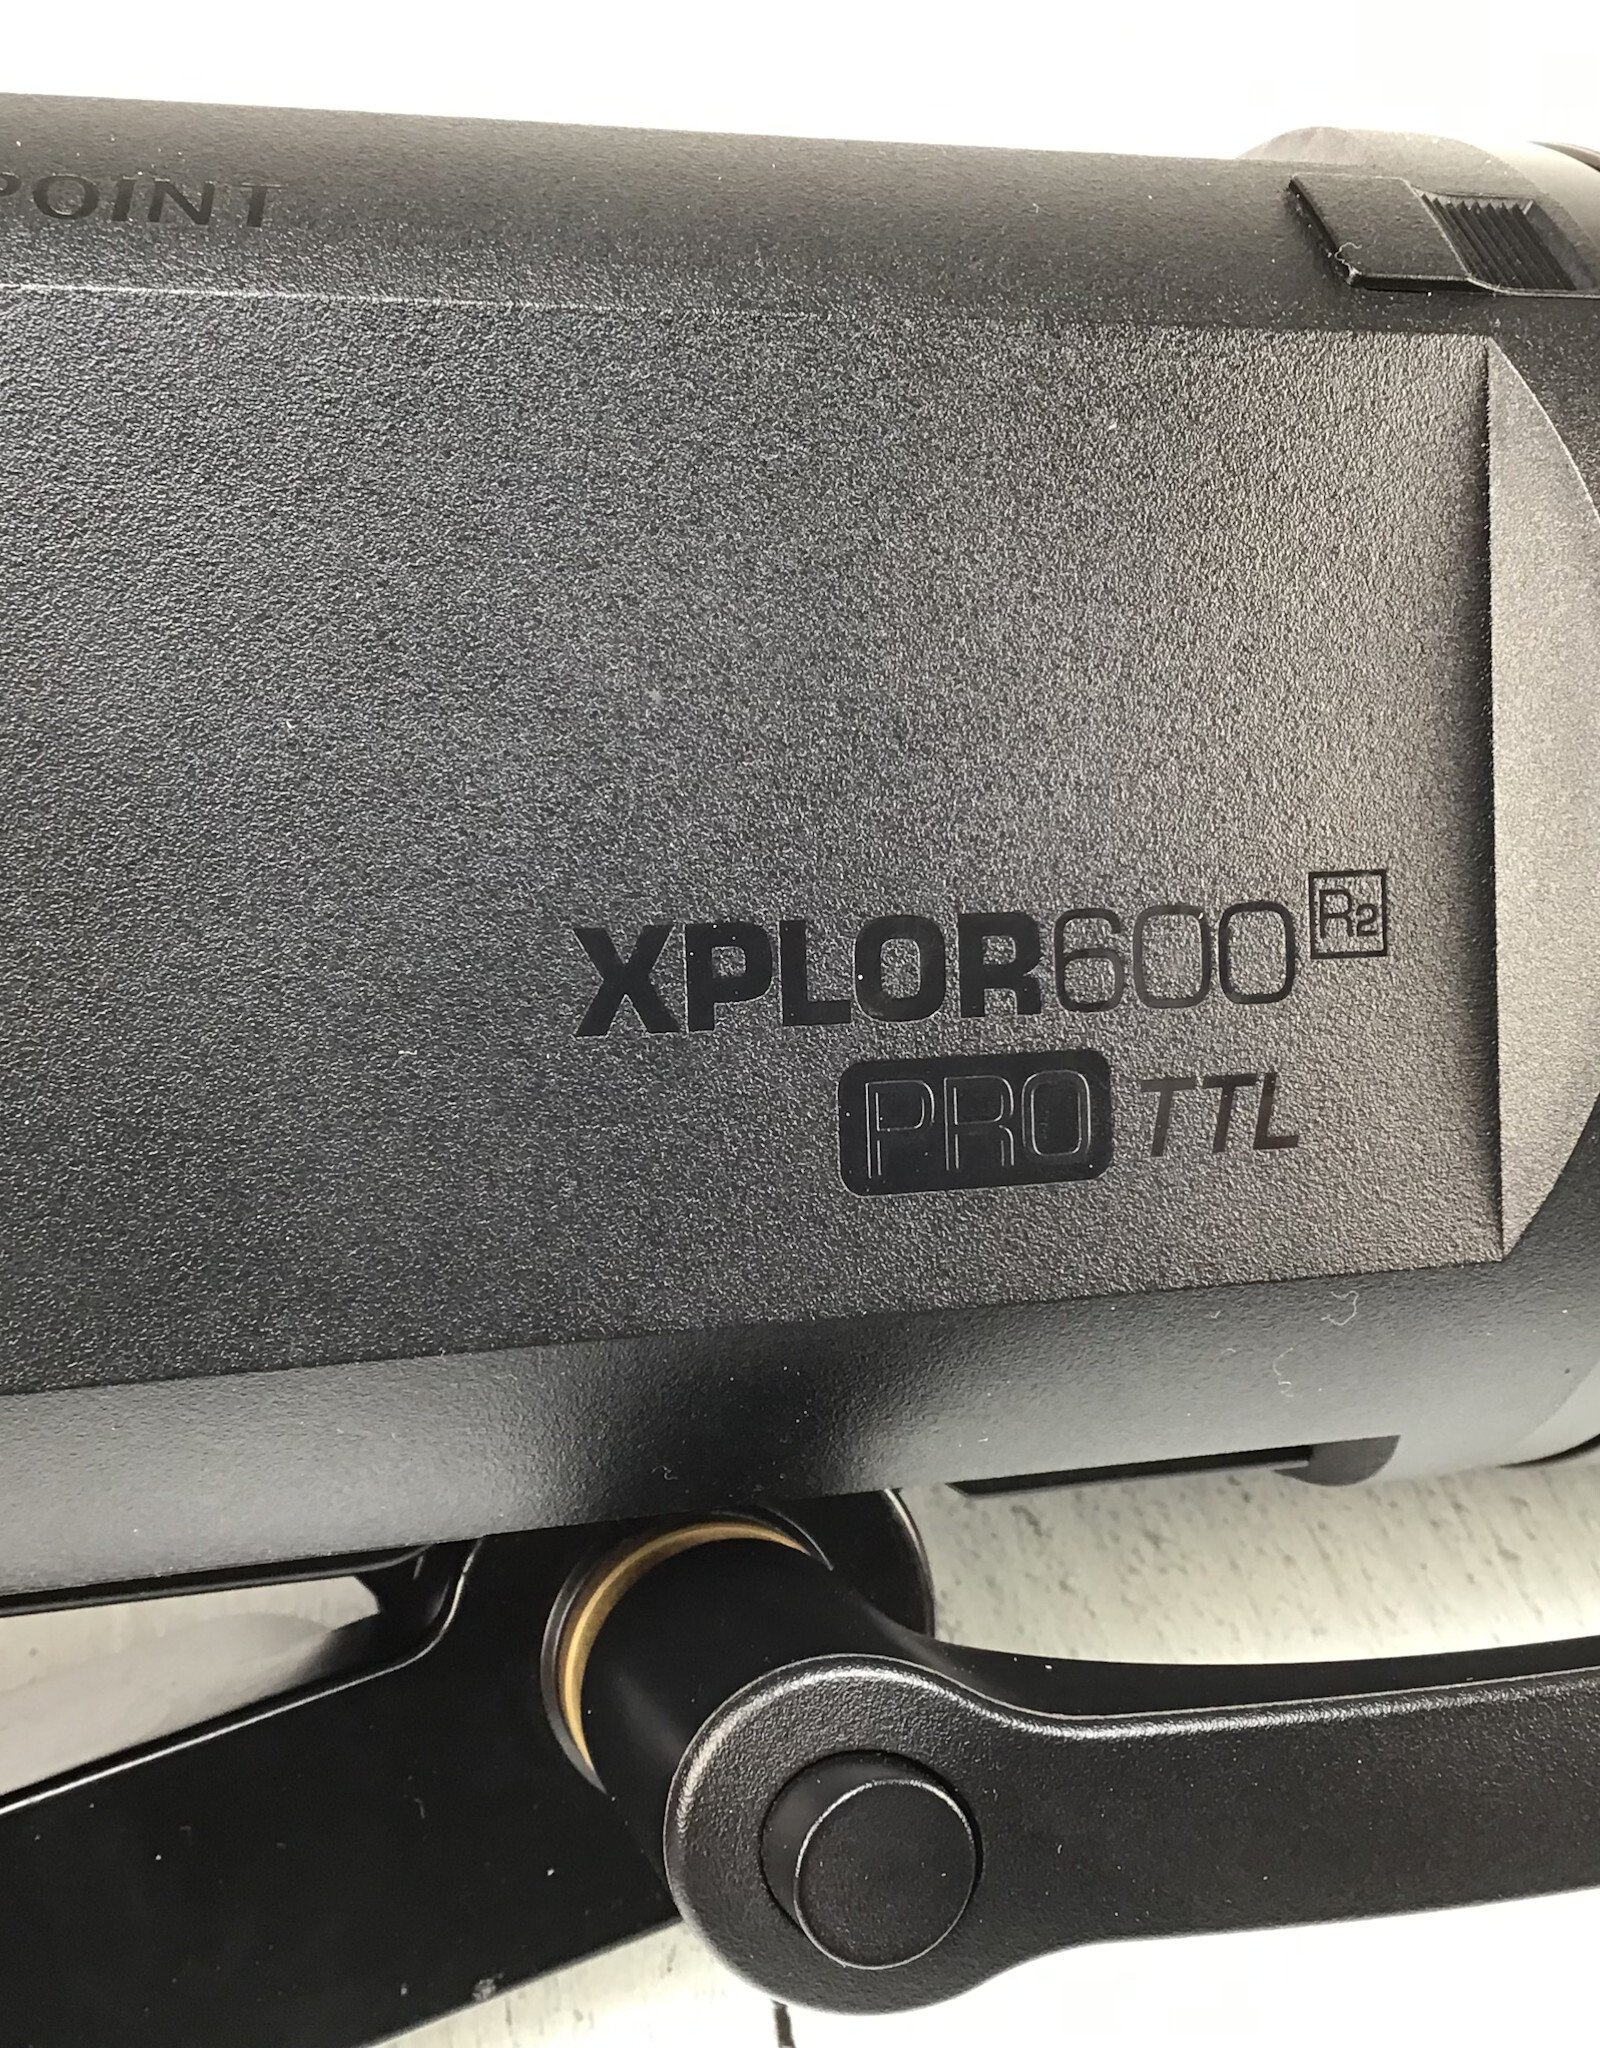 POINT
XPLOR600 R2
PRO TTL